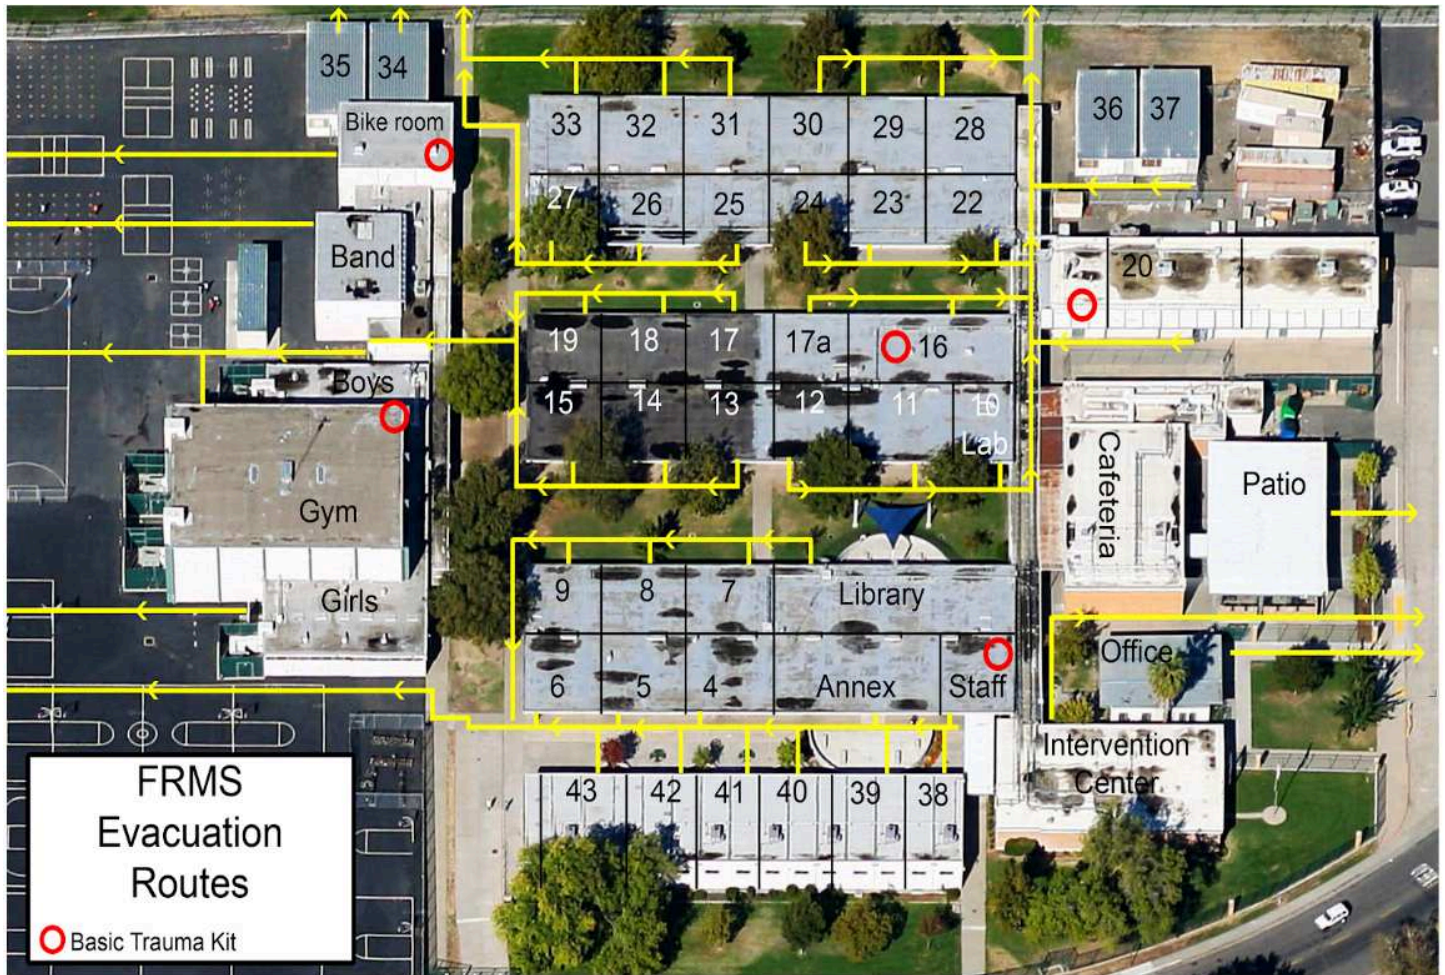 35 34
Bike room
33 32 31 30 29 28
36 37
27 26 25 24 23 22
Band
20
19 18 17 17a 16
Boys
15 14 13 12 11 10
Lab
Cafeteria
Patio
Gym
9 8 7 Library
Girls
Office
6 5 4 Annex Staff
Intervention
Center
43 42 41 40 39 38
FRMS
Evacuation
Routes
Basic Trauma Kit